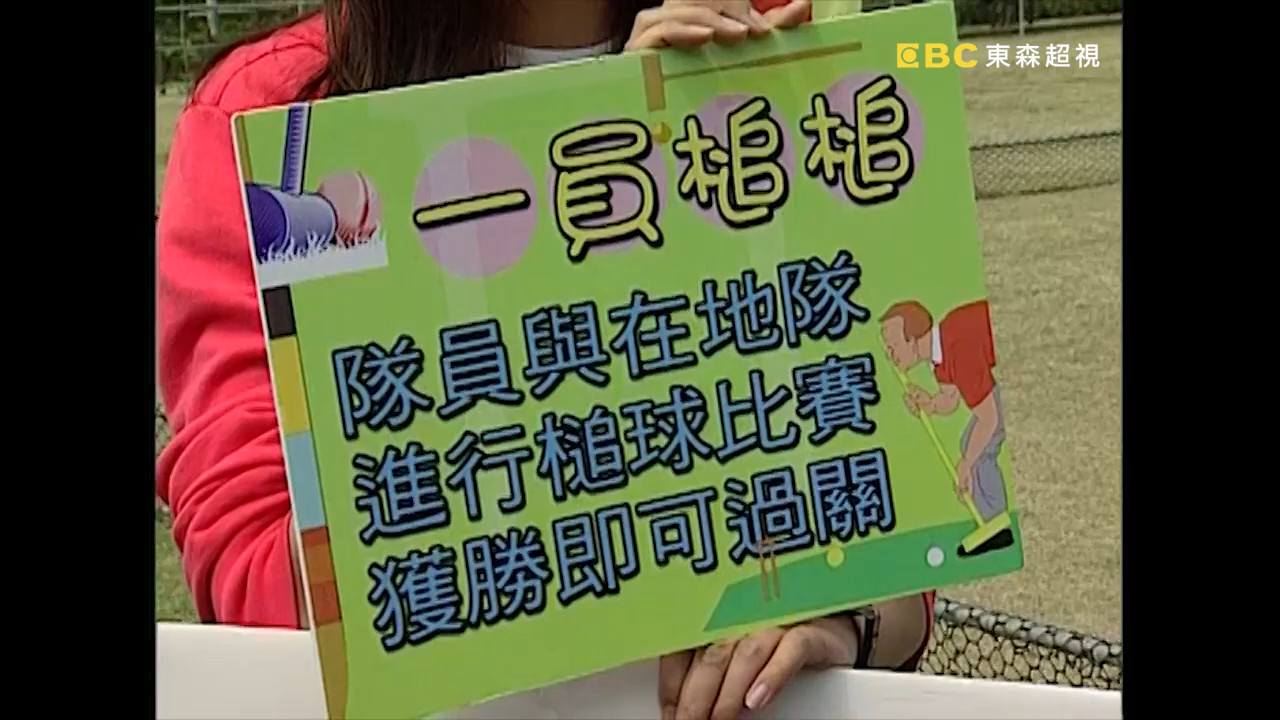 EBC 東森超視
一員槌槌
隊員與在地隊
進行槌球比賽
獲勝即可過關